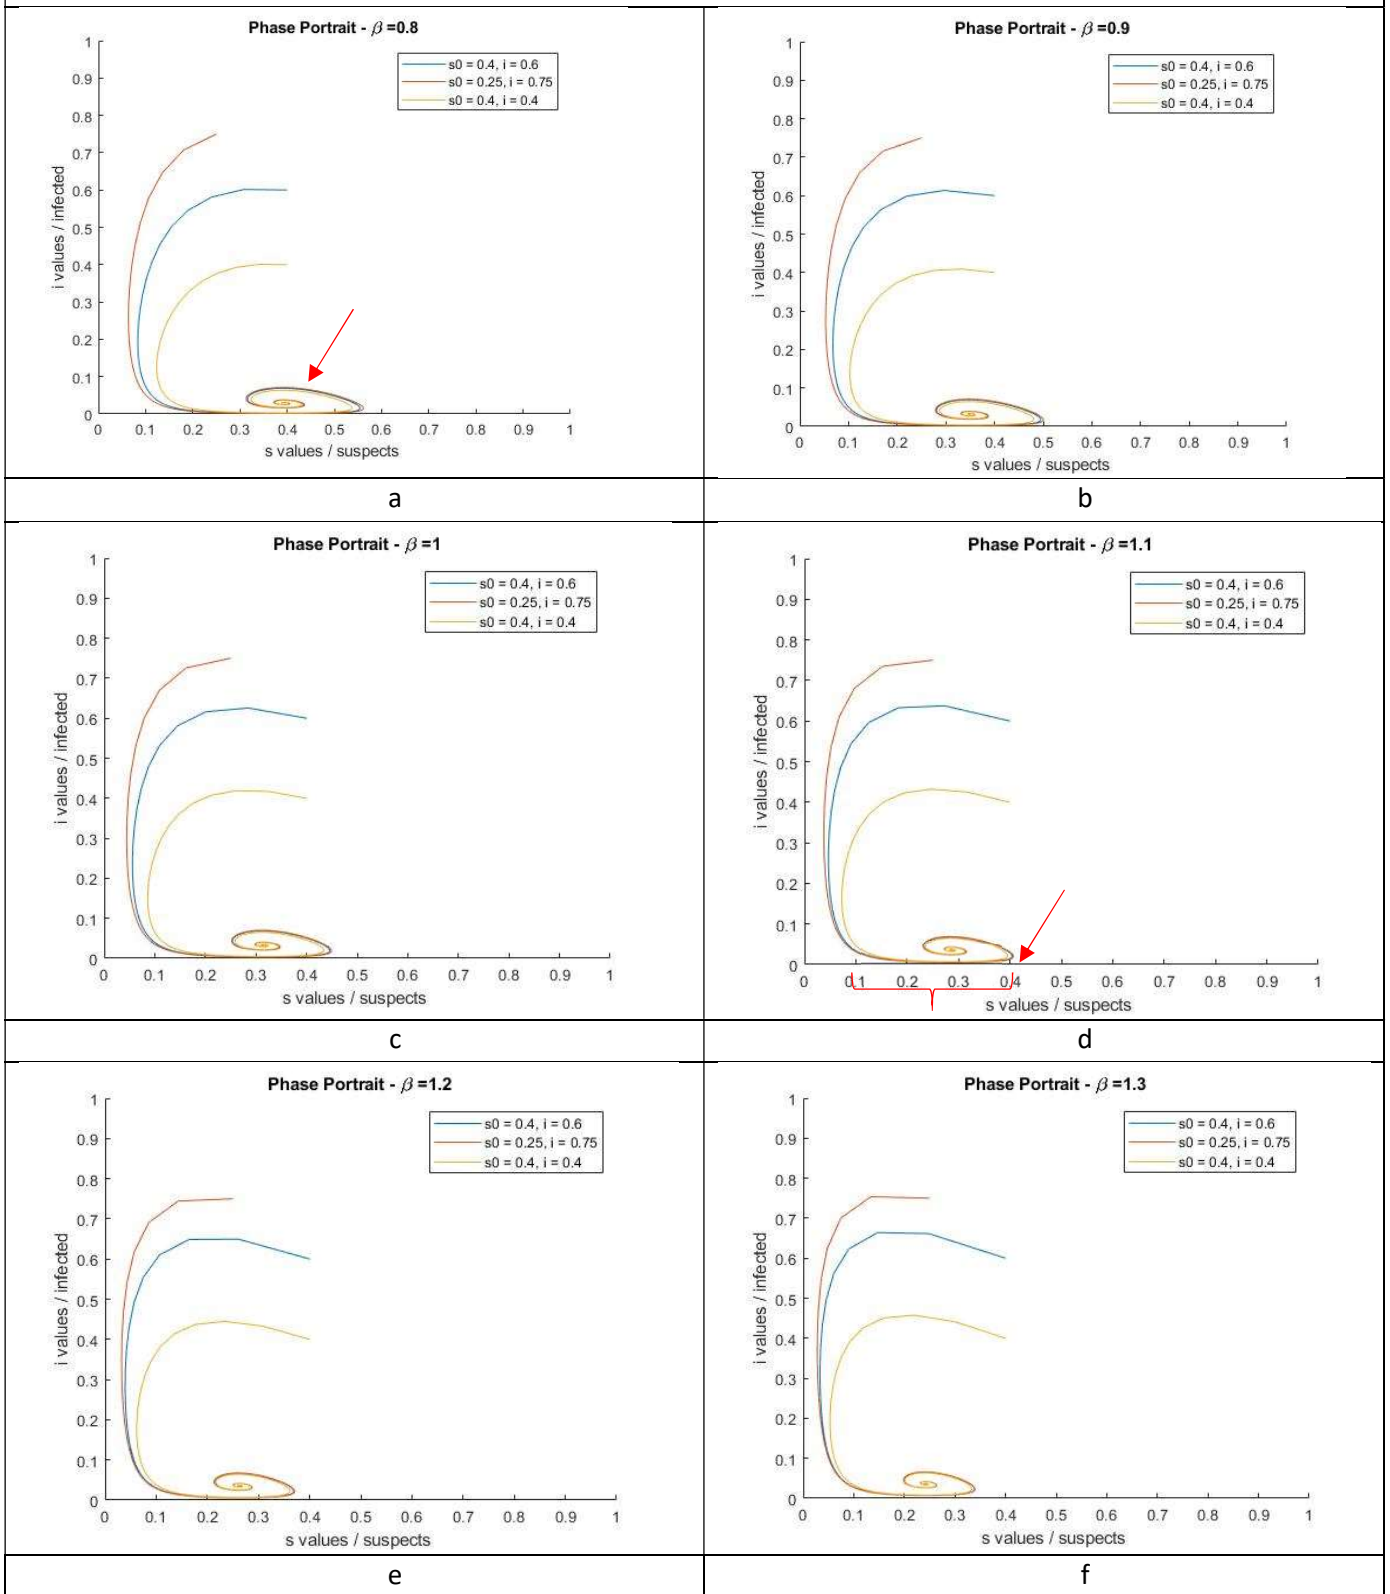 Phase Portrait - β =0.8
s0 = 0.4, i = 0.6
s0 = 0.25, i = 0.75
s0 = 0.4, i = 0.4
i values / infected
1
0.9
0.8
0.7
0.6
0.5
0.4
0.3
0.2
0.1
0
0 0.1 0.2 0.3 0.4 0.5 0.6 0.7 0.8 0.9 1
s values / suspects
a
Phase Portrait - β =0.9
s0 = 0.4, i = 0.6
s0 = 0.25, i = 0.75
s0 = 0.4, i = 0.4
i values / infected
1
0.9
0.8
0.7
0.6
0.5
0.4
0.3
0.2
0.1
0
0 0.1 0.2 0.3 0.4 0.5 0.6 0.7 0.8 0.9 1
s values / suspects
b
Phase Portrait - β =1
s0 = 0.4, i = 0.6
s0 = 0.25, i = 0.75
s0 = 0.4, i = 0.4
i values / infected
1
0.9
0.8
0.7
0.6
0.5
0.4
0.3
0.2
0.1
0
0 0.1 0.2 0.3 0.4 0.5 0.6 0.7 0.8 0.9 1
s values / suspects
c
Phase Portrait - β =1.1
s0 = 0.4, i = 0.6
s0 = 0.25, i = 0.75
s0 = 0.4, i = 0.4
i values / infected
1
0.9
0.8
0.7
0.6
0.5
0.4
0.3
0.2
0.1
0
0 0.1 0.2 0.3 0.4 0.5 0.6 0.7 0.8 0.9 1
s values / suspects
d
Phase Portrait - β =1.2
s0 = 0.4, i = 0.6
s0 = 0.25, i = 0.75
s0 = 0.4, i = 0.4
i values / infected
1
0.9
0.8
0.7
0.6
0.5
0.4
0.3
0.2
0.1
0
0 0.1 0.2 0.3 0.4 0.5 0.6 0.7 0.8 0.9 1
s values / suspects
e
Phase Portrait - β =1.3
s0 = 0.4, i = 0.6
s0 = 0.25, i = 0.75
s0 = 0.4, i = 0.4
i values / infected
1
0.9
0.8
0.7
0.6
0.5
0.4
0.3
0.2
0.1
0
0 0.1 0.2 0.3 0.4 0.5 0.6 0.7 0.8 0.9 1
s values / suspects
f